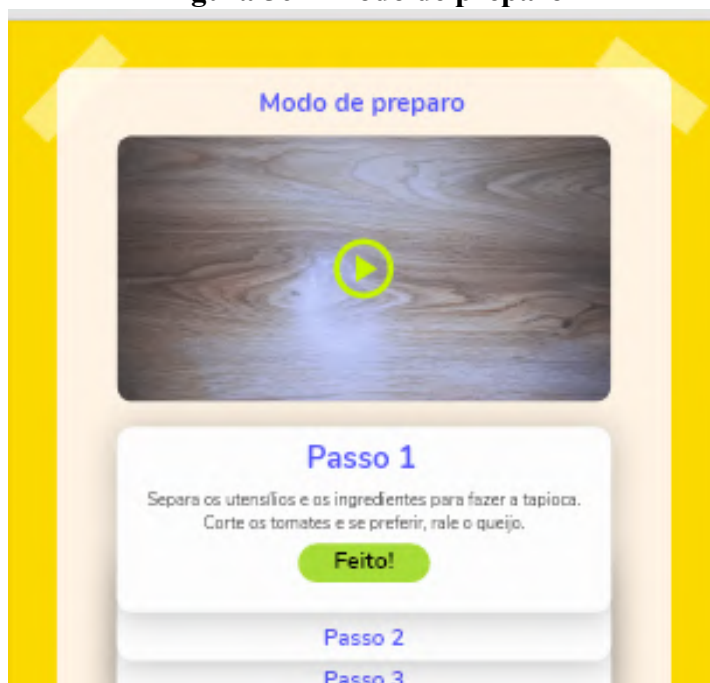 Modo de preparo
Passo 1
Separa os utensílios e os ingredientes para fazer a tapioca.
Corte os tomates e se preferir, rale o queijo.
Feito!
Passo 2
Passo 3